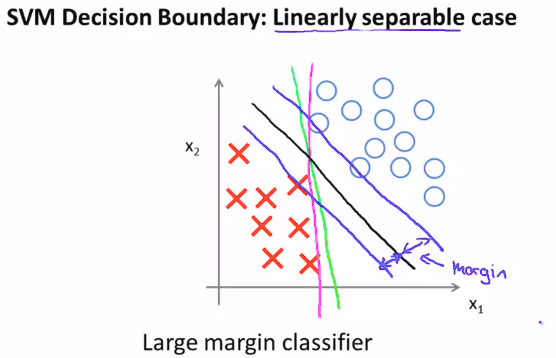 SVM Decision Boundary: Linearly separable case
x₂
margin
x₁
Large margin classifier